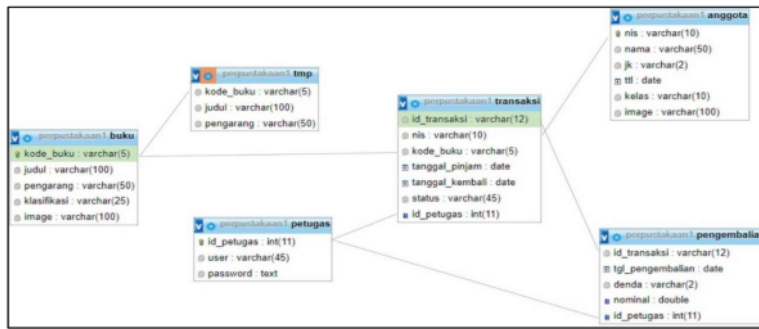 perpustakaan1 anggota
nis : varchar(10)
nama : varchar(50)
jk : varchar(2)
ttl : date
kelas : varchar(10)
image : varchar(100)
perpustakaan1 tmp
kode_buku : varchar(5)
judul : varchar(100)
pengarang : varchar(50)
perpustakaan1 transaksi
id_transaksi : varchar(12)
nis : varchar(10)
kode_buku : varchar(5)
tanggal_pinjam : date
tanggal_kembali : date
status : varchar(45)
id_petugas : int(11)
perpustakaan1 buku
kode_buku : varchar(5)
judul : varchar(100)
pengarang : varchar(50)
klasifikasi : varchar(25)
image : varchar(100)
perpustakaan1 petugas
id_petugas : int(11)
user : varchar(45)
password : text
perpustakaan1 pengembalia
id_transaksi : varchar(12)
tgl_pengembalian : date
denda : varchar(2)
nominal : double
id_petugas : int(11)